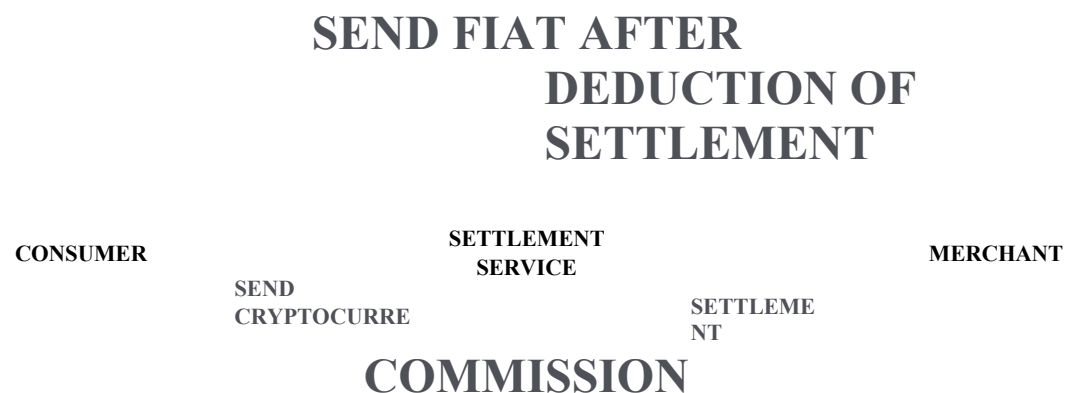 SEND FIAT AFTER
DEDUCTION OF
SETTLEMENT
CONSUMER
SETTLEMENT
SERVICE
MERCHANT
SEND
CRYPTOCURRE
SETTLEME
NT
COMMISSION